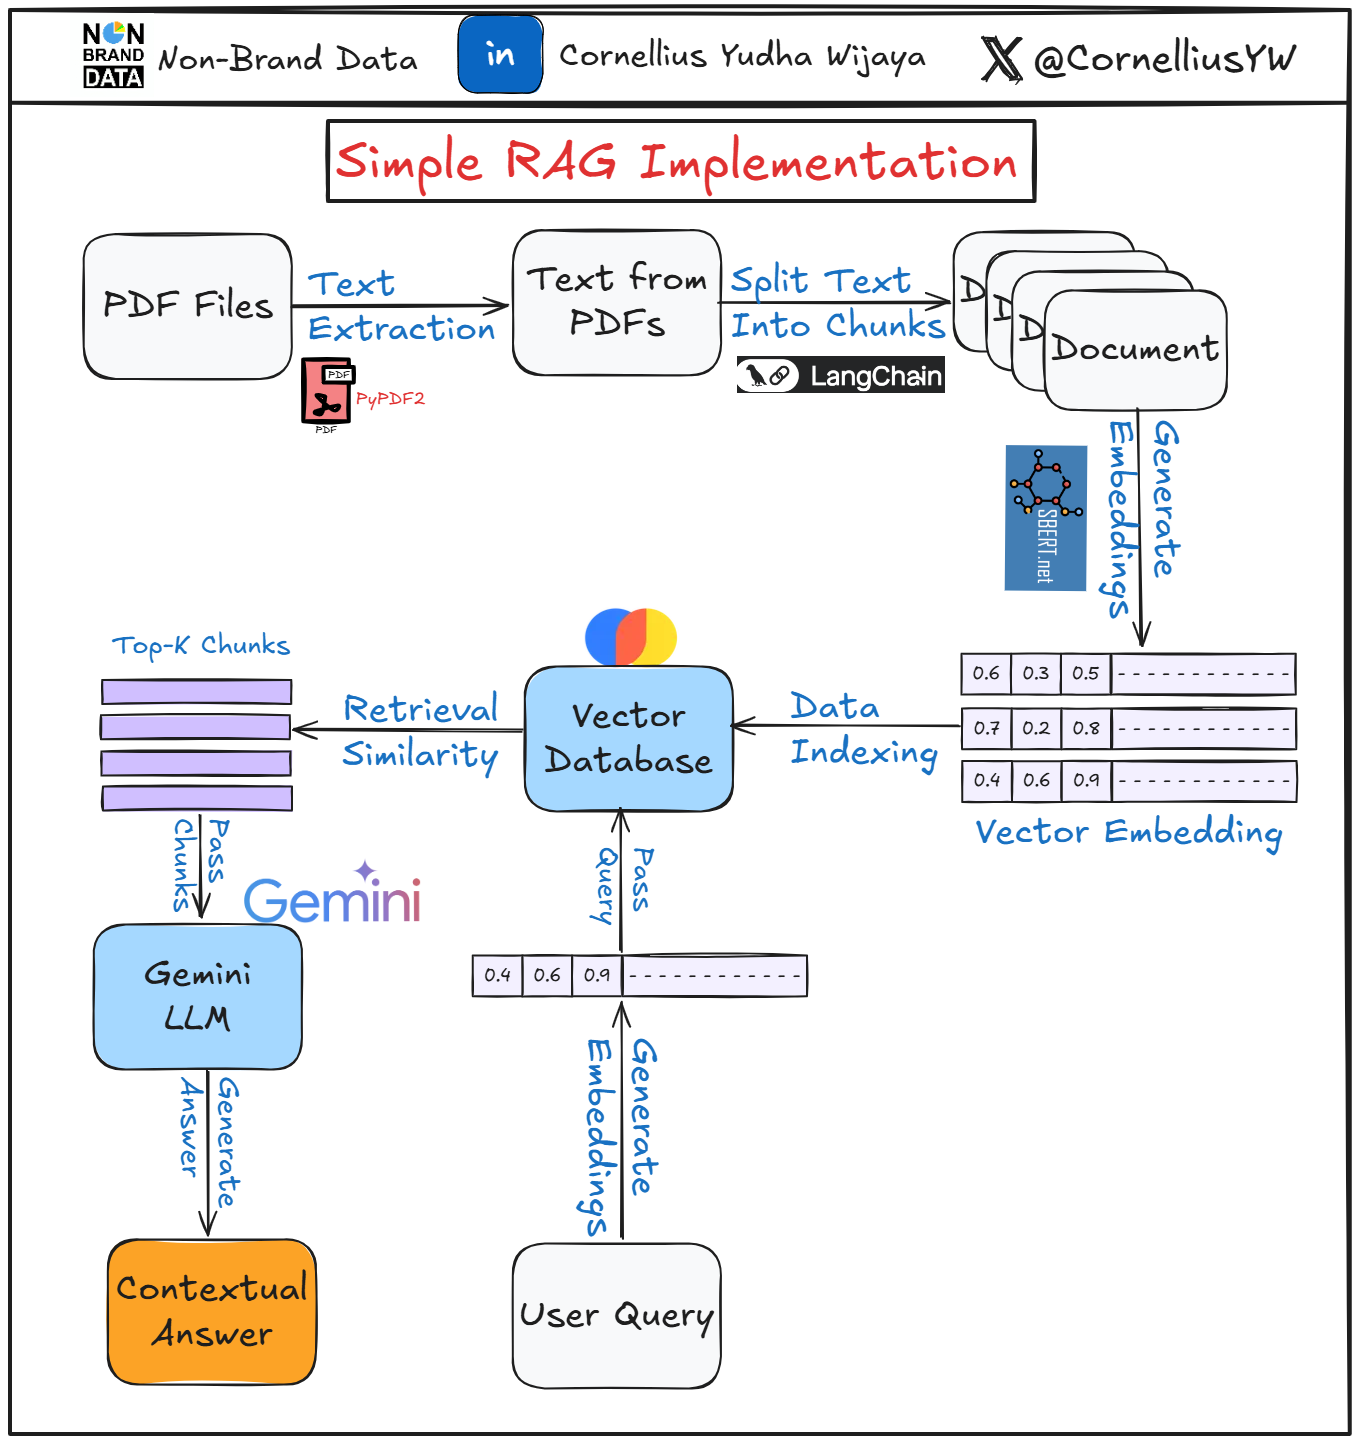 NON
BRAND
DATA
Non-Brand Data
in
Cornellius Yudha Wijaya
X @CornelliusYW
Simple RAG Implementation
PDF Files
Text
Extraction
PDF
PyPDF2
PDF
Text from
PDFs
Split Text
Into Chunks
LangChain
D
D
D
Document
Generate
Embeddings
SBERT.net
0.6 0.3 0.5 - - - - - - - - - - -
0.7 0.2 0.8 - - - - - - - - - - -
0.4 0.6 0.9 - - - - - - - - - - -
Vector Embedding
Data
Indexing
Vector
Database
Retrieval
Similarity
Top-K Chunks
Pass
Chunks
Gemini
Gemini
LLM
Generate
Answer
Contextual
Answer
Pass
Query
0.4 0.6 0.9 - - - - - - - - - - -
Generate
Embeddings
User Query